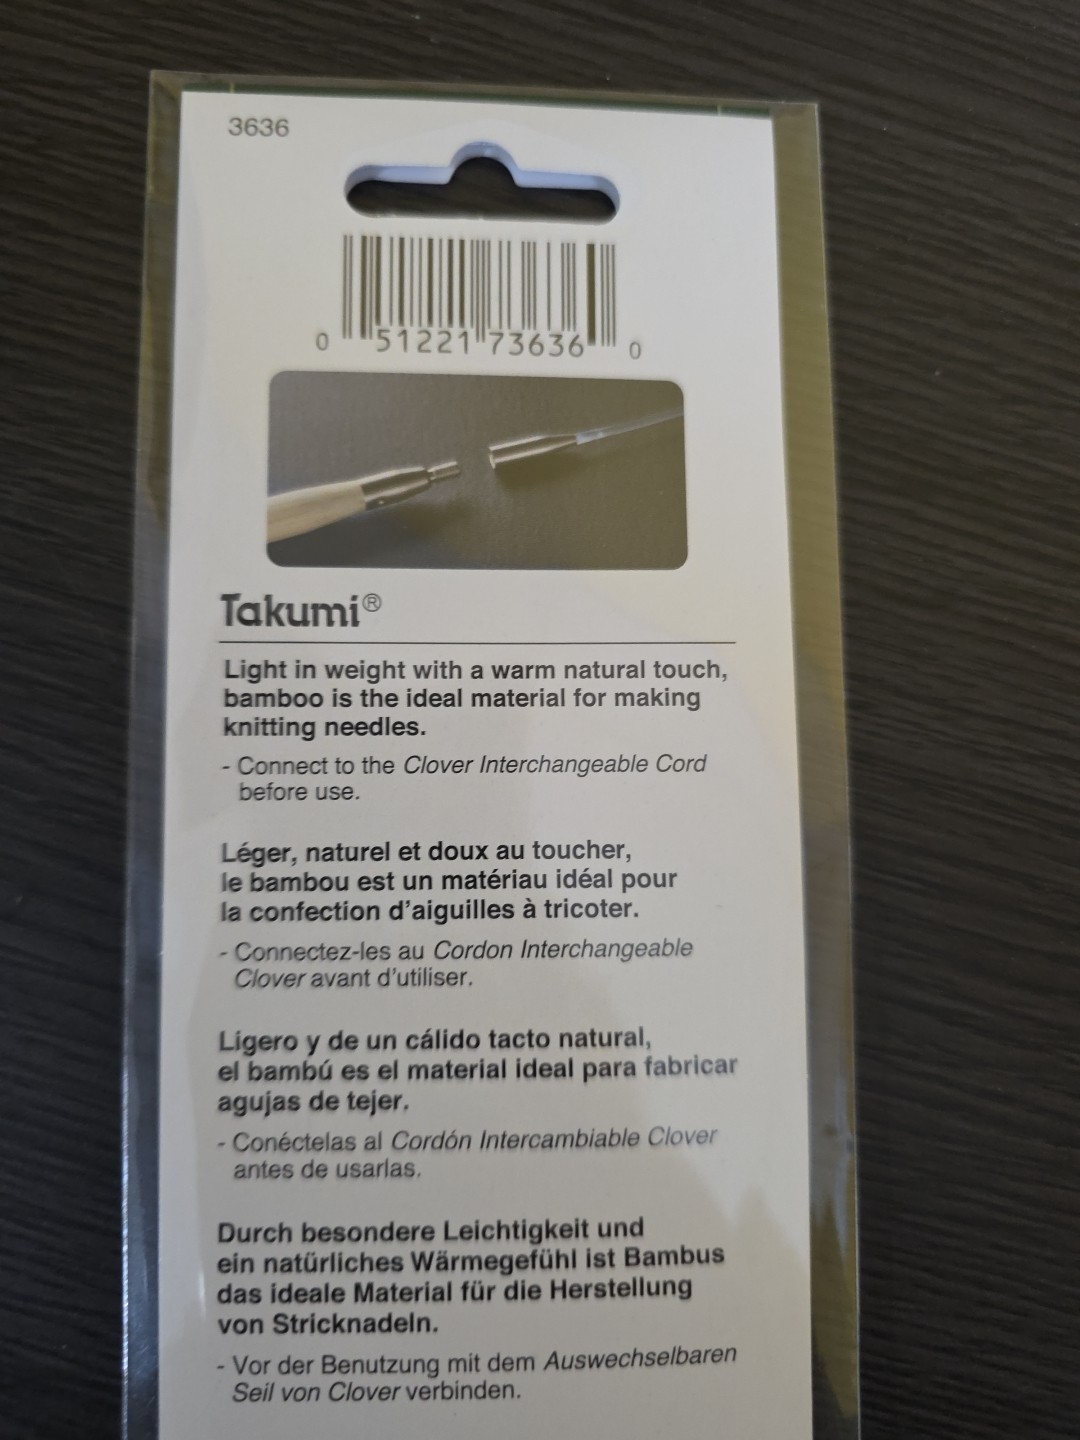 3636
0 51221 73636 0
Takumi®
Light in weight with a warm natural touch,
bamboo is the ideal material for making
knitting needles.
- Connect to the Clover Interchangeable Cord
before use.
Léger, naturel et doux au toucher,
le bambou est un matériau idéal pour
la confection d'aiguilles à tricoter.
- Connectez-les au Cordon Interchangeable
Clover avant d'utiliser.
Ligero y de un cálido tacto natural,
el bambú es el material ideal para fabricar
agujas de tejer.
- Conéctelas al Cordón Intercambiable Clover
antes de usarlas.
Durch besondere Leichtigkeit und
ein natürliches Wärmegefühl ist Bambus
das ideale Material für die Herstellung
von Stricknadeln.
- Vor der Benutzung mit dem Auswechselbaren
Seil von Clover verbinden.